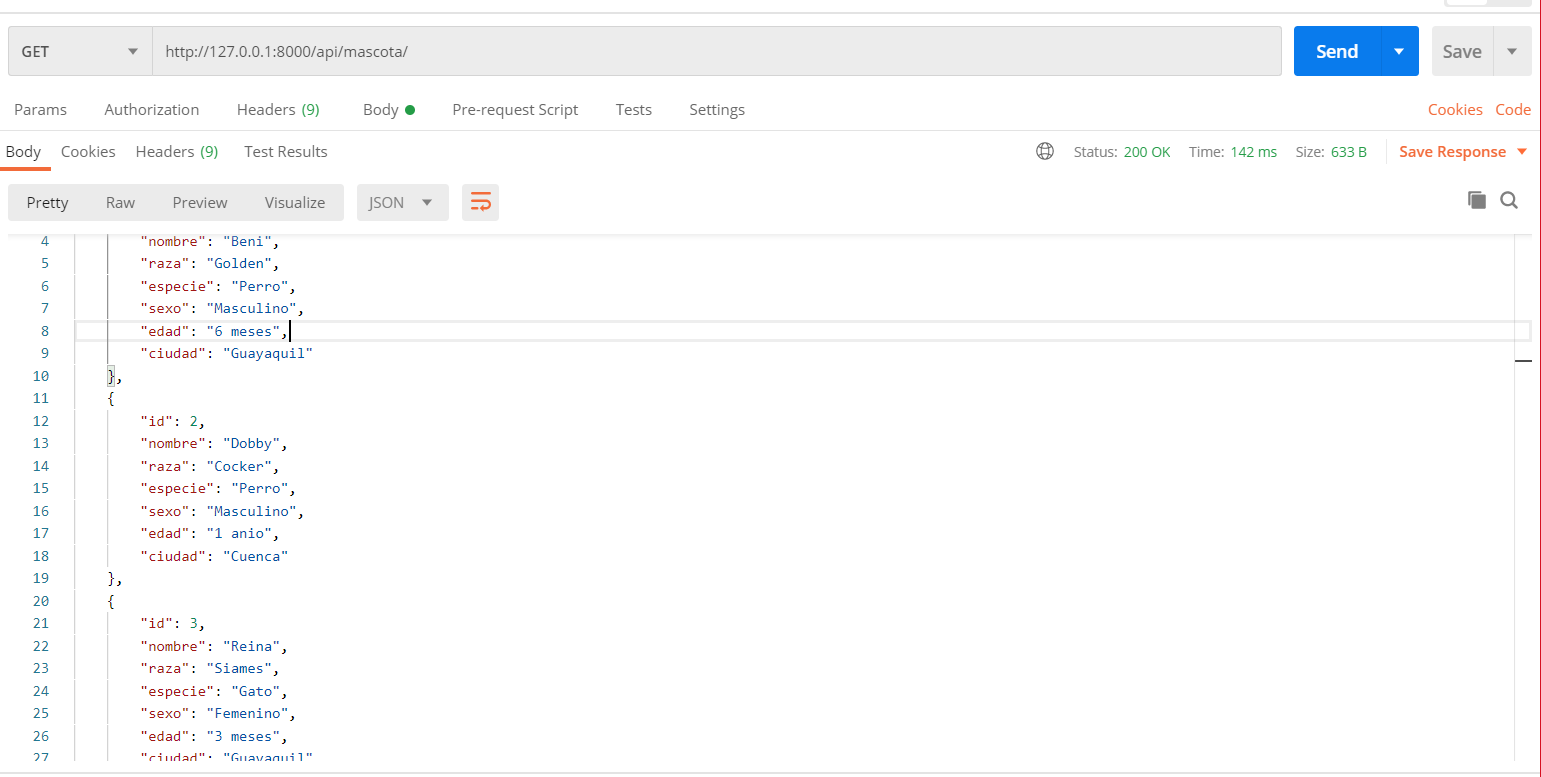 GET http://127.0.0.1:8000/api/mascota/ Send Save
Params Authorization Headers (9) Body Pre-request Script Tests Settings Cookies Code
Body Cookies Headers (9) Test Results Status: 200 OK Time: 142 ms Size: 633 B Save Response
Pretty Raw Preview Visualize JSON
4 "nombre": "Beni",
5 "raza": "Golden",
6 "especie": "Perro",
7 "sexo": "Masculino",
8 "edad": "6 meses",
9 "ciudad": "Guayaquil"
10 },
11 {
12 "id": 2,
13 "nombre": "Dobby",
14 "raza": "Cocker",
15 "especie": "Perro",
16 "sexo": "Masculino",
17 "edad": "1 anio",
18 "ciudad": "Cuenca"
19 },
20 {
21 "id": 3,
22 "nombre": "Reina",
23 "raza": "Siames",
24 "especie": "Gato",
25 "sexo": "Femenino",
26 "edad": "3 meses",
27 "ciudad": "Guayaquil"